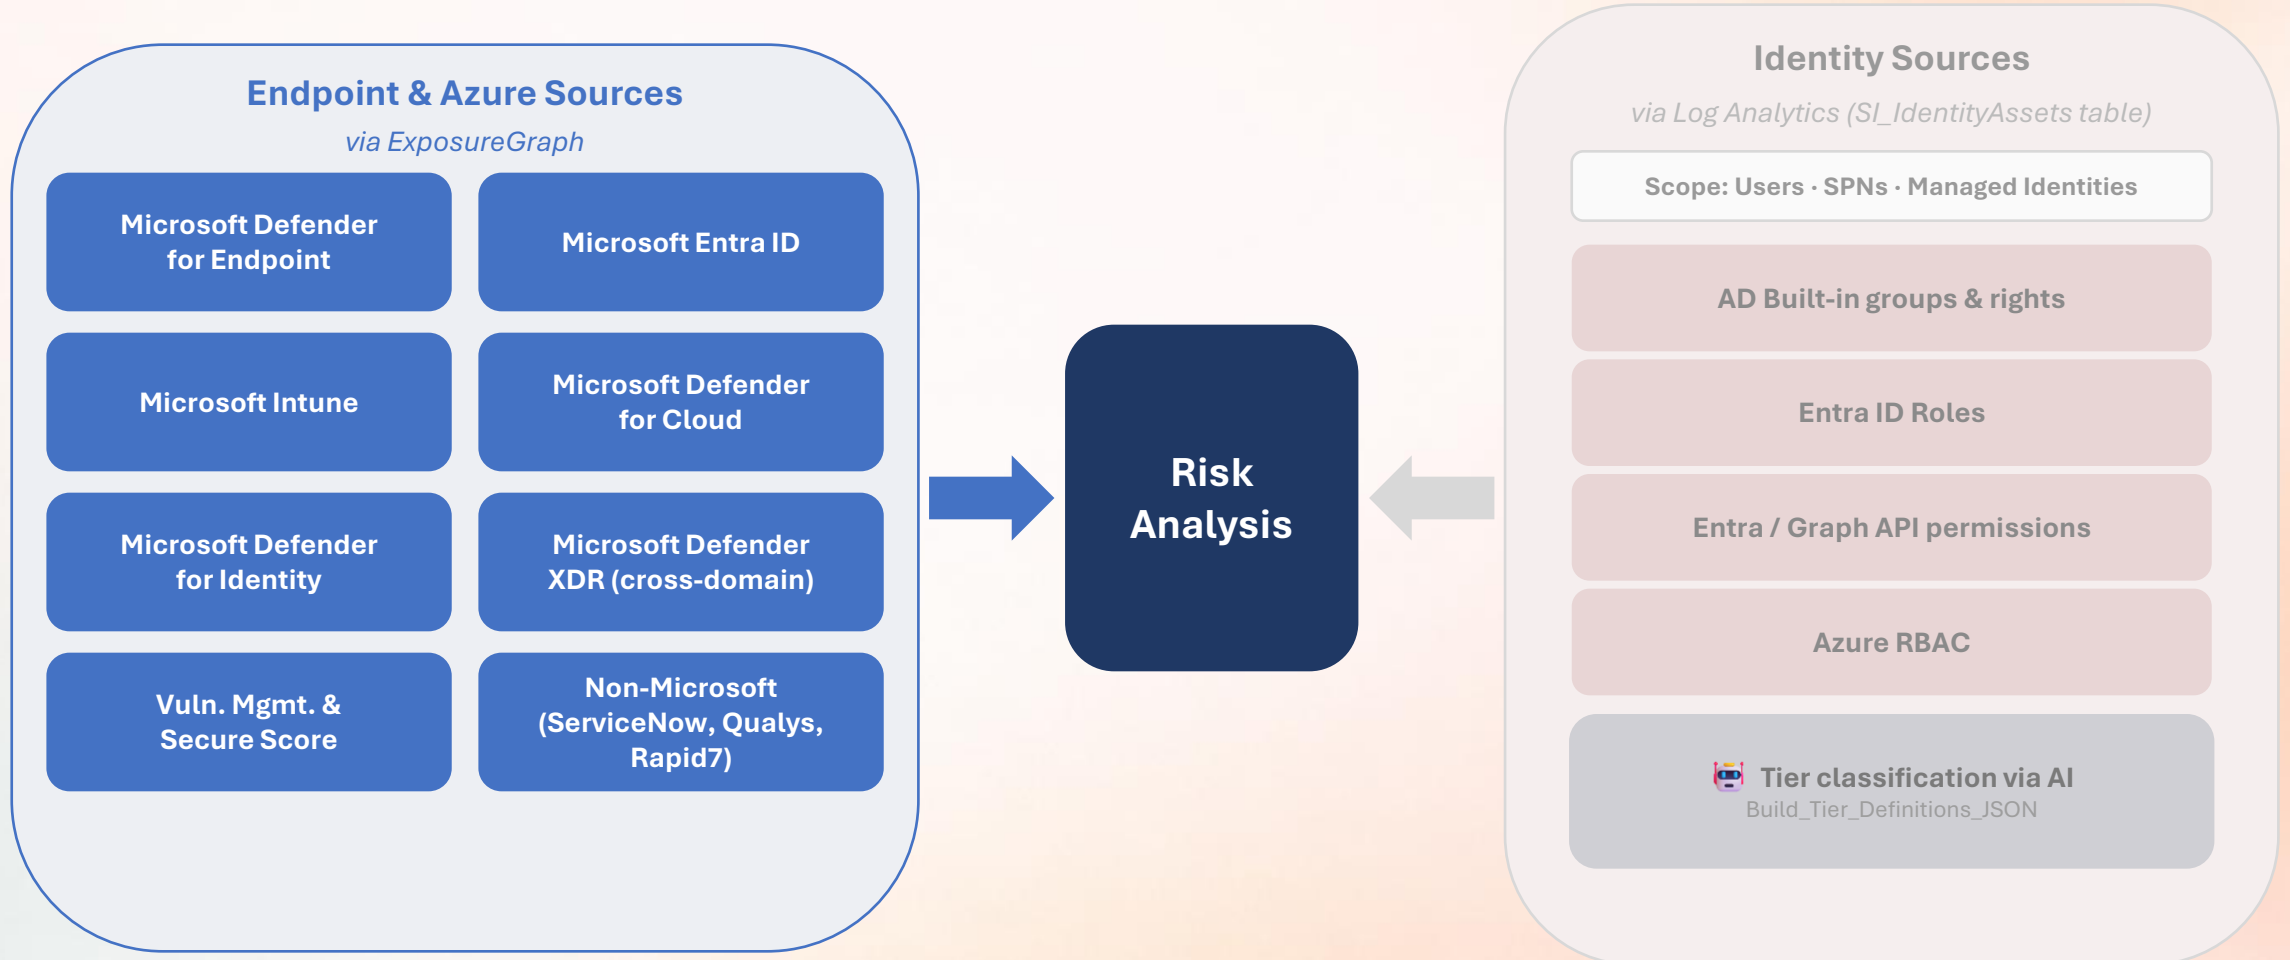 Endpoint & Azure Sources
via ExposureGraph
Microsoft Defender
for Endpoint
Microsoft Entra ID
Microsoft Intune
Microsoft Defender
for Cloud
Microsoft Defender
for Identity
Microsoft Defender
XDR (cross-domain)
Vuln. Mgmt. &
Secure Score
Non-Microsoft
(ServiceNow, Qualys,
Rapid7)
Risk
Analysis
Identity Sources
via Log Analytics (SI_IdentityAssets table)
Scope: Users · SPNs · Managed Identities
AD Built-in groups & rights
Entra ID Roles
Entra / Graph API permissions
Azure RBAC
Tier classification via AI
Build_Tier_Definitions_JSON